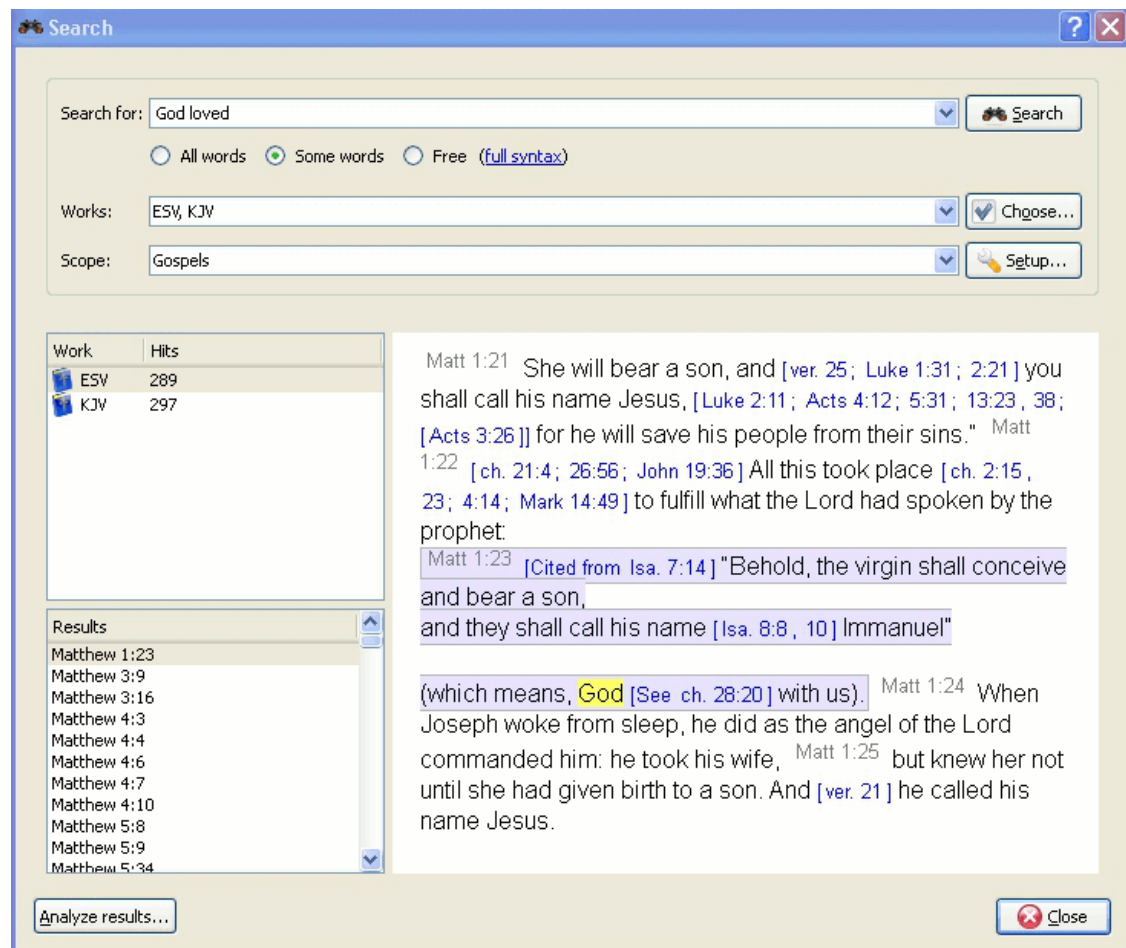 Search
Search for: God loved Search
All words Some words Free (full syntax)
Works: ESV, KJV Choose...
Scope: Gospels Setup...
Work Hits
ESV 289
KJV 297
Results
Matthew 1:23
Matthew 3:9
Matthew 3:16
Matthew 4:3
Matthew 4:4
Matthew 4:6
Matthew 4:7
Matthew 4:10
Matthew 5:8
Matthew 5:9
Matthew 5:34
Matt 1:21 She will bear a son, and [ver. 25; Luke 1:31; 2:21] you
shall call his name Jesus, [Luke 2:11; Acts 4:12; 5:31; 13:23, 38;
[Acts 3:26]] for he will save his people from their sins." Matt
1:22 [ch. 21:4; 26:56; John 19:36] All this took place [ch. 2:15,
23; 4:14; Mark 14:49] to fulfill what the Lord had spoken by the
prophet:
Matt 1:23 [Cited from Isa. 7:14] "Behold, the virgin shall conceive
and bear a son,
and they shall call his name [Isa. 8:8, 10] Immanuel"
(which means, God [See ch. 28:20] with us). Matt 1:24 When
Joseph woke from sleep, he did as the angel of the Lord
commanded him: he took his wife, Matt 1:25 but knew her not
until she had given birth to a son. And [ver. 21] he called his
name Jesus.
Analyze results... Close